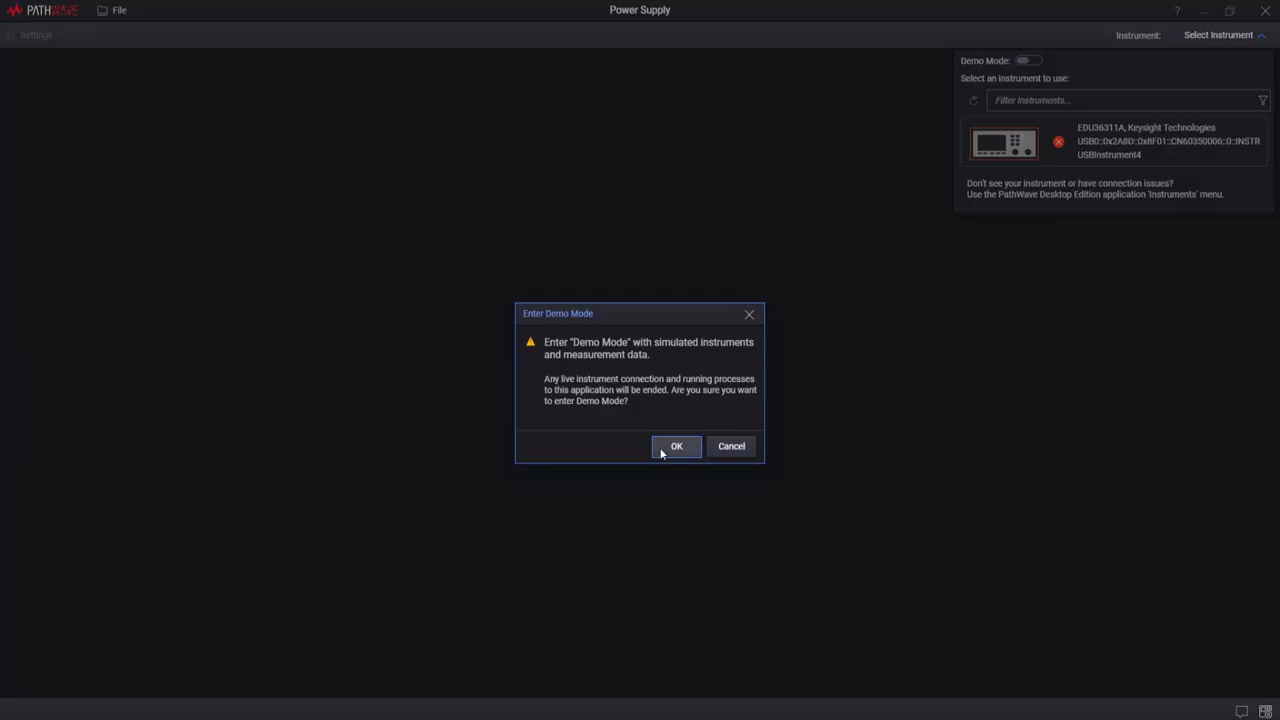 PATHWAVE File Power Supply ?
Settings Instrument: Select Instrument
Demo Mode:
Select an instrument to use:
Filter Instruments...
EDU36311A, Keysight Technologies
USB0::0x2A8D::0x8F01::CN60350006::0::INSTR
USBInstrument4
Don't see your instrument or have connection issues?
Use the PathWave Desktop Edition application 'Instruments' menu.
Enter Demo Mode
Enter "Demo Mode" with simulated instruments
and measurement data.
Any live instrument connection and running processes
to this application will be ended. Are you sure you want
to enter Demo Mode?
OK Cancel